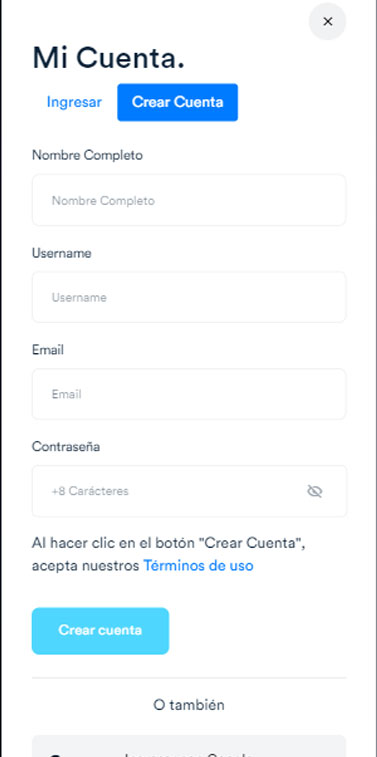 Mi Cuenta.
Ingresar Crear Cuenta
Nombre Completo
Nombre Completo
Username
Username
Email
Email
Contraseña
+8 Carácteres
Al hacer clic en el botón "Crear Cuenta",
acepta nuestros Términos de uso
Crear cuenta
O también